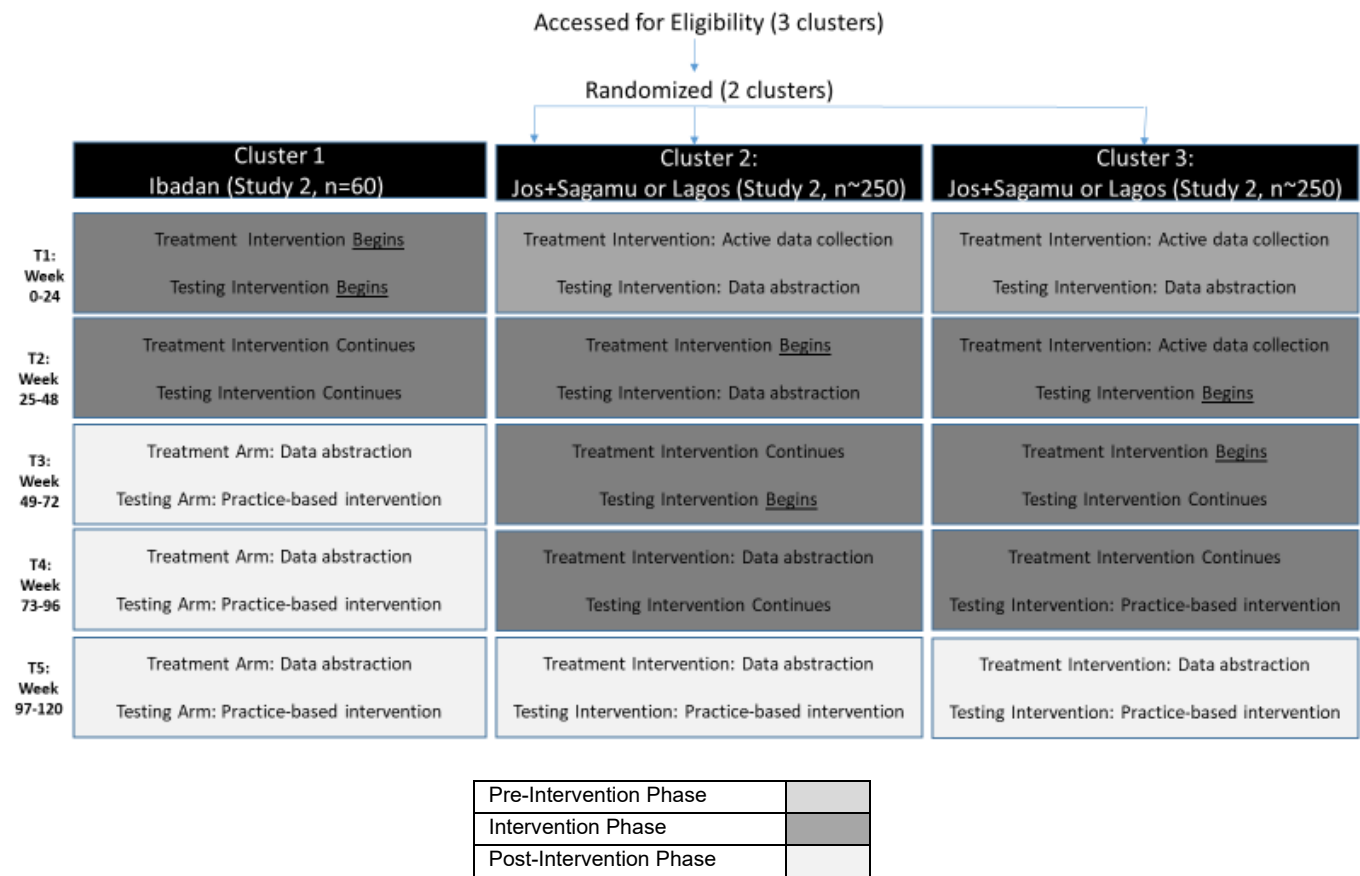 Accessed for Eligibility (3 clusters)
Randomized (2 clusters)
Cluster 1
Ibadan (Study 2, n=60)
Cluster 2:
Jos+Sagamu or Lagos (Study 2, n~250)
Cluster 3:
Jos+Sagamu or Lagos (Study 2, n~250)
T1:
Week
0-24
Treatment Intervention Begins
Testing Intervention Begins
Treatment Intervention: Active data collection
Testing Intervention: Data abstraction
Treatment Intervention: Active data collection
Testing Intervention: Data abstraction
T2:
Week
25-48
Treatment Intervention Continues
Testing Intervention Continues
Treatment Intervention Begins
Testing Intervention: Data abstraction
Treatment Intervention: Active data collection
Testing Intervention Begins
T3:
Week
49-72
Treatment Arm: Data abstraction
Testing Arm: Practice-based intervention
Treatment Intervention Continues
Testing Intervention Begins
Treatment Intervention Begins
Testing Intervention Continues
T4:
Week
73-96
Treatment Arm: Data abstraction
Testing Arm: Practice-based intervention
Treatment Intervention: Data abstraction
Testing Intervention Continues
Treatment Intervention Continues
Testing Intervention: Practice-based intervention
T5:
Week
97-120
Treatment Arm: Data abstraction
Testing Arm: Practice-based intervention
Treatment Intervention: Data abstraction
Testing Intervention: Practice-based intervention
Treatment Intervention: Data abstraction
Testing Intervention: Practice-based intervention
Pre-Intervention Phase
Intervention Phase
Post-Intervention Phase